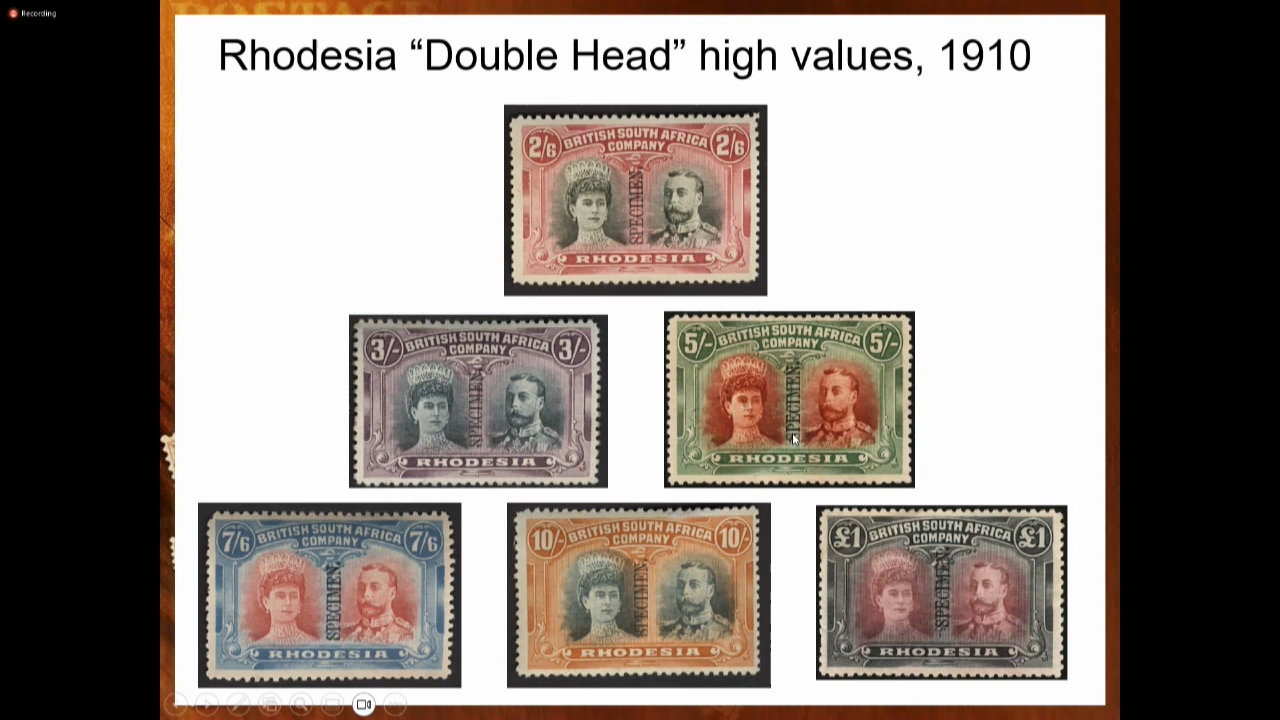 Recording
POSTAGE
Rhodesia “Double Head” high values, 1910
2/6 BRITISH SOUTH AFRICA COMPANY 2/6
SPECIMEN
RHODESIA
3/- BRITISH SOUTH AFRICA COMPANY 3/-
SPECIMEN
RHODESIA
5/- BRITISH SOUTH AFRICA COMPANY 5/-
SPECIMEN
RHODESIA
7/6 BRITISH SOUTH AFRICA COMPANY 7/6
SPECIMEN
RHODESIA
10/- BRITISH SOUTH AFRICA COMPANY 10/-
SPECIMEN
RHODESIA
£1 BRITISH SOUTH AFRICA COMPANY £1
SPECIMEN
RHODESIA